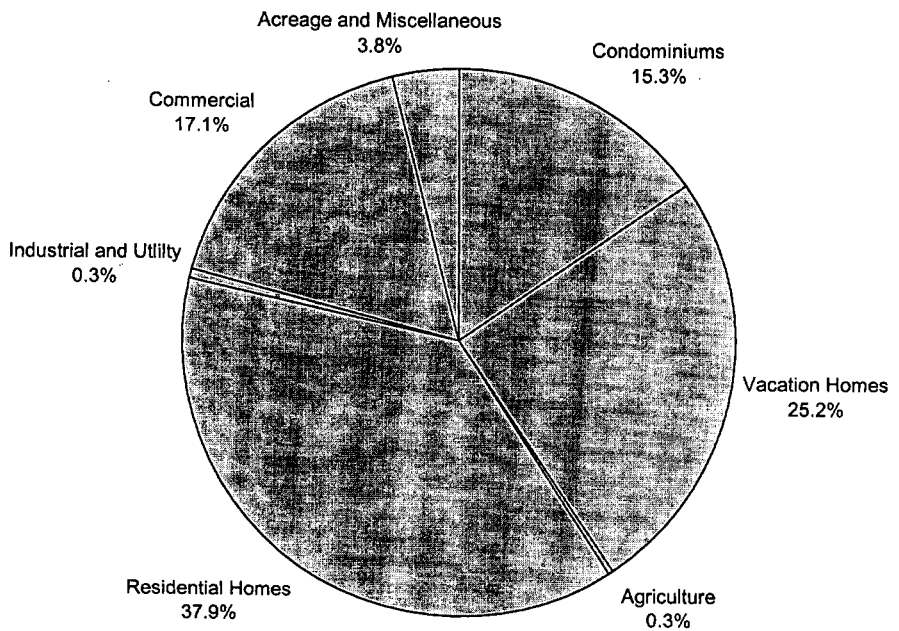 Acreage and Miscellaneous
3.8%
Condominiums
15.3%
Commercial
17.1%
Industrial and Utility
0.3%
Vacation Homes
25.2%
Residential Homes
37.9%
Agriculture
0.3%